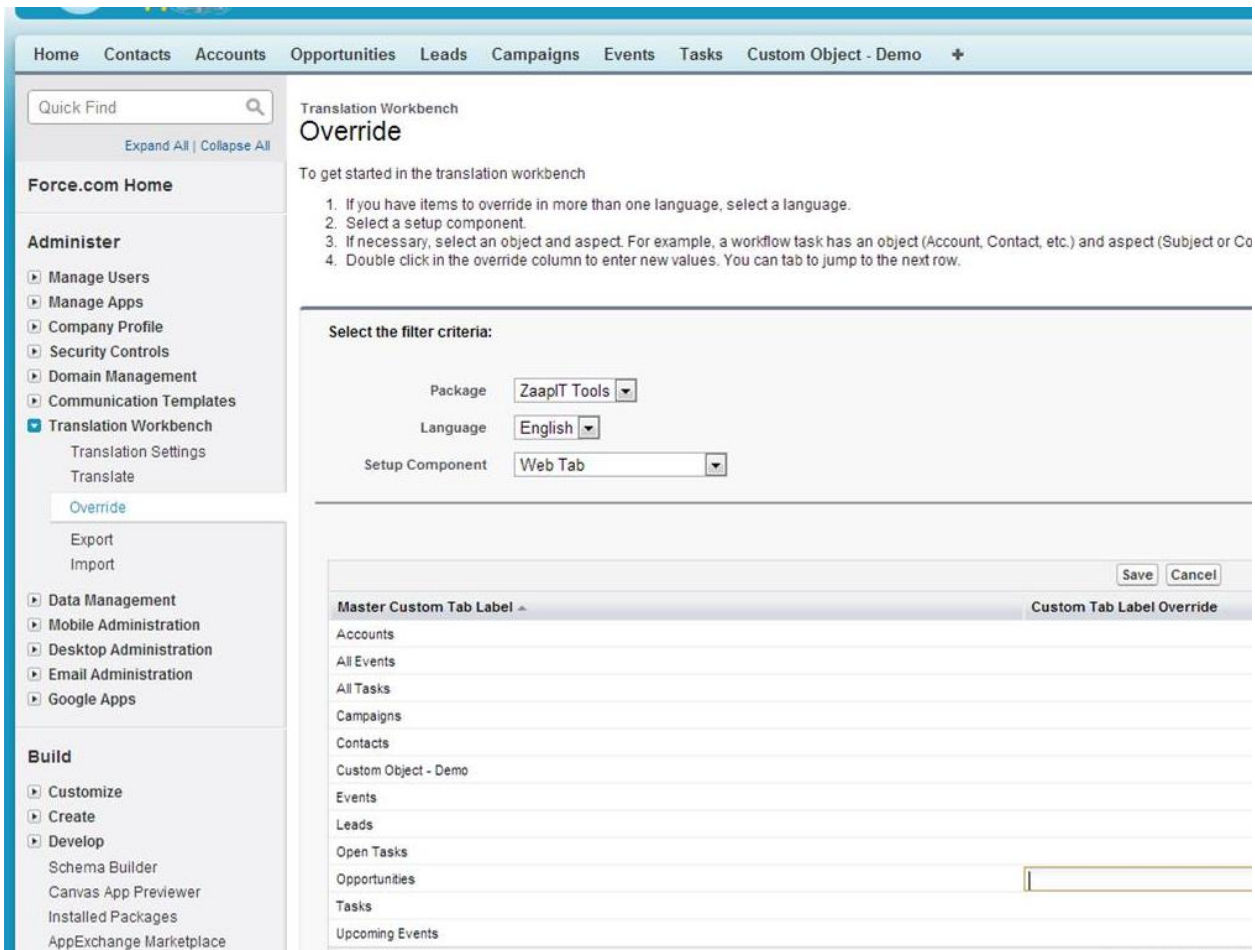 Home Contacts Accounts Opportunities Leads Campaigns Events Tasks Custom Object - Demo +
Quick Find
Expand All | Collapse All
Force.com Home
Administer
Manage Users
Manage Apps
Company Profile
Security Controls
Domain Management
Communication Templates
Translation Workbench
Translation Settings
Translate
Override
Export
Import
Data Management
Mobile Administration
Desktop Administration
Email Administration
Google Apps
Build
Customize
Create
Develop
Schema Builder
Canvas App Previewer
Installed Packages
AppExchange Marketplace
Translation Workbench
Override
To get started in the translation workbench
1. If you have items to override in more than one language, select a language.
2. Select a setup component.
3. If necessary, select an object and aspect. For example, a workflow task has an object (Account, Contact, etc.) and aspect (Subject or Co
4. Double click in the override column to enter new values. You can tab to jump to the next row.
Select the filter criteria:
Package ZaapIT Tools
Language English
Setup Component Web Tab
Save Cancel
Master Custom Tab Label Custom Tab Label Override
Accounts
All Events
All Tasks
Campaigns
Contacts
Custom Object - Demo
Events
Leads
Open Tasks
Opportunities
Tasks
Upcoming Events